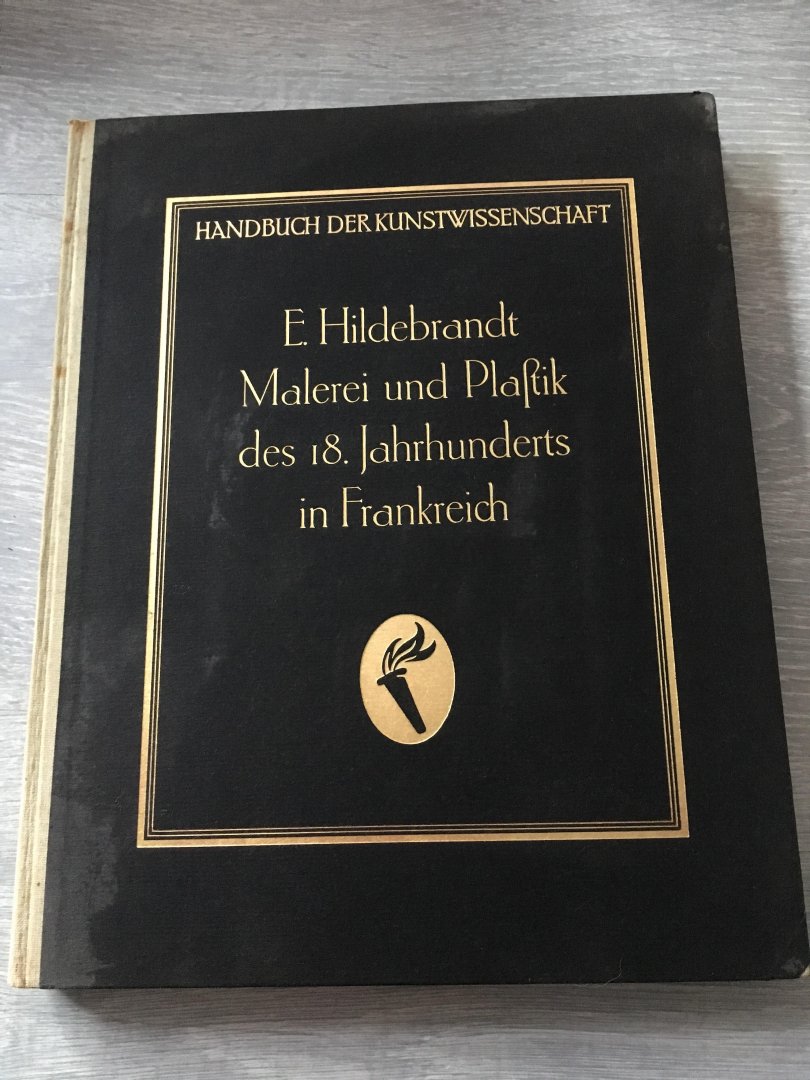 HANDBUCH DER KUNSTWISSENSCHAFT
E. Hildebrandt
Malerei und Plaſtik
des 18. Jahrhunderts
in Frankreich